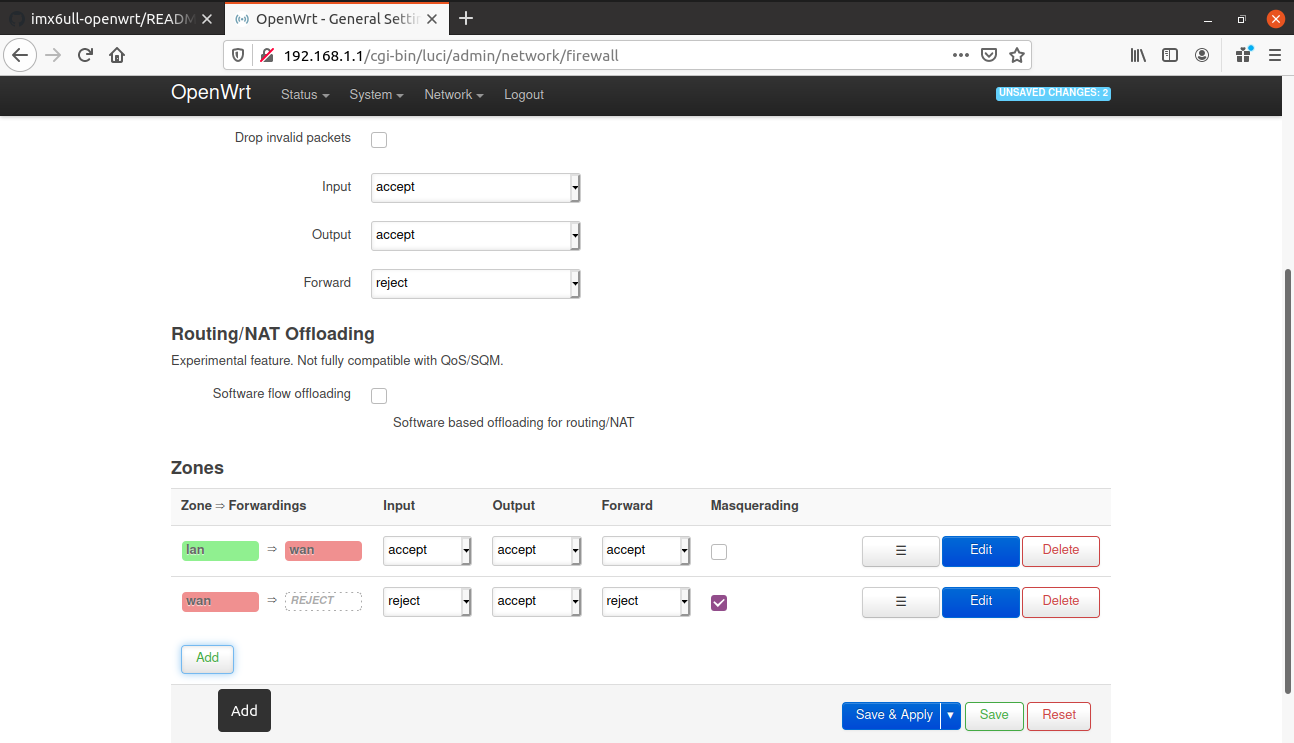 imx6ull-openwrt/READM
OpenWrt - General Settin
192.168.1.1/cgi-bin/luci/admin/network/firewall
OpenWrt Status System Network Logout UNSAVED CHANGES: 2
Drop invalid packets
Input accept
Output accept
Forward reject
Routing/NAT Offloading
Experimental feature. Not fully compatible with QoS/SQM.
Software flow offloading
Software based offloading for routing/NAT
Zones
Zone ⇒ Forwardings Input Output Forward Masquerading
lan ⇒ wan accept accept accept Edit Delete
wan ⇒ REJECT reject accept reject Edit Delete
Add
Add
Save & Apply Save Reset